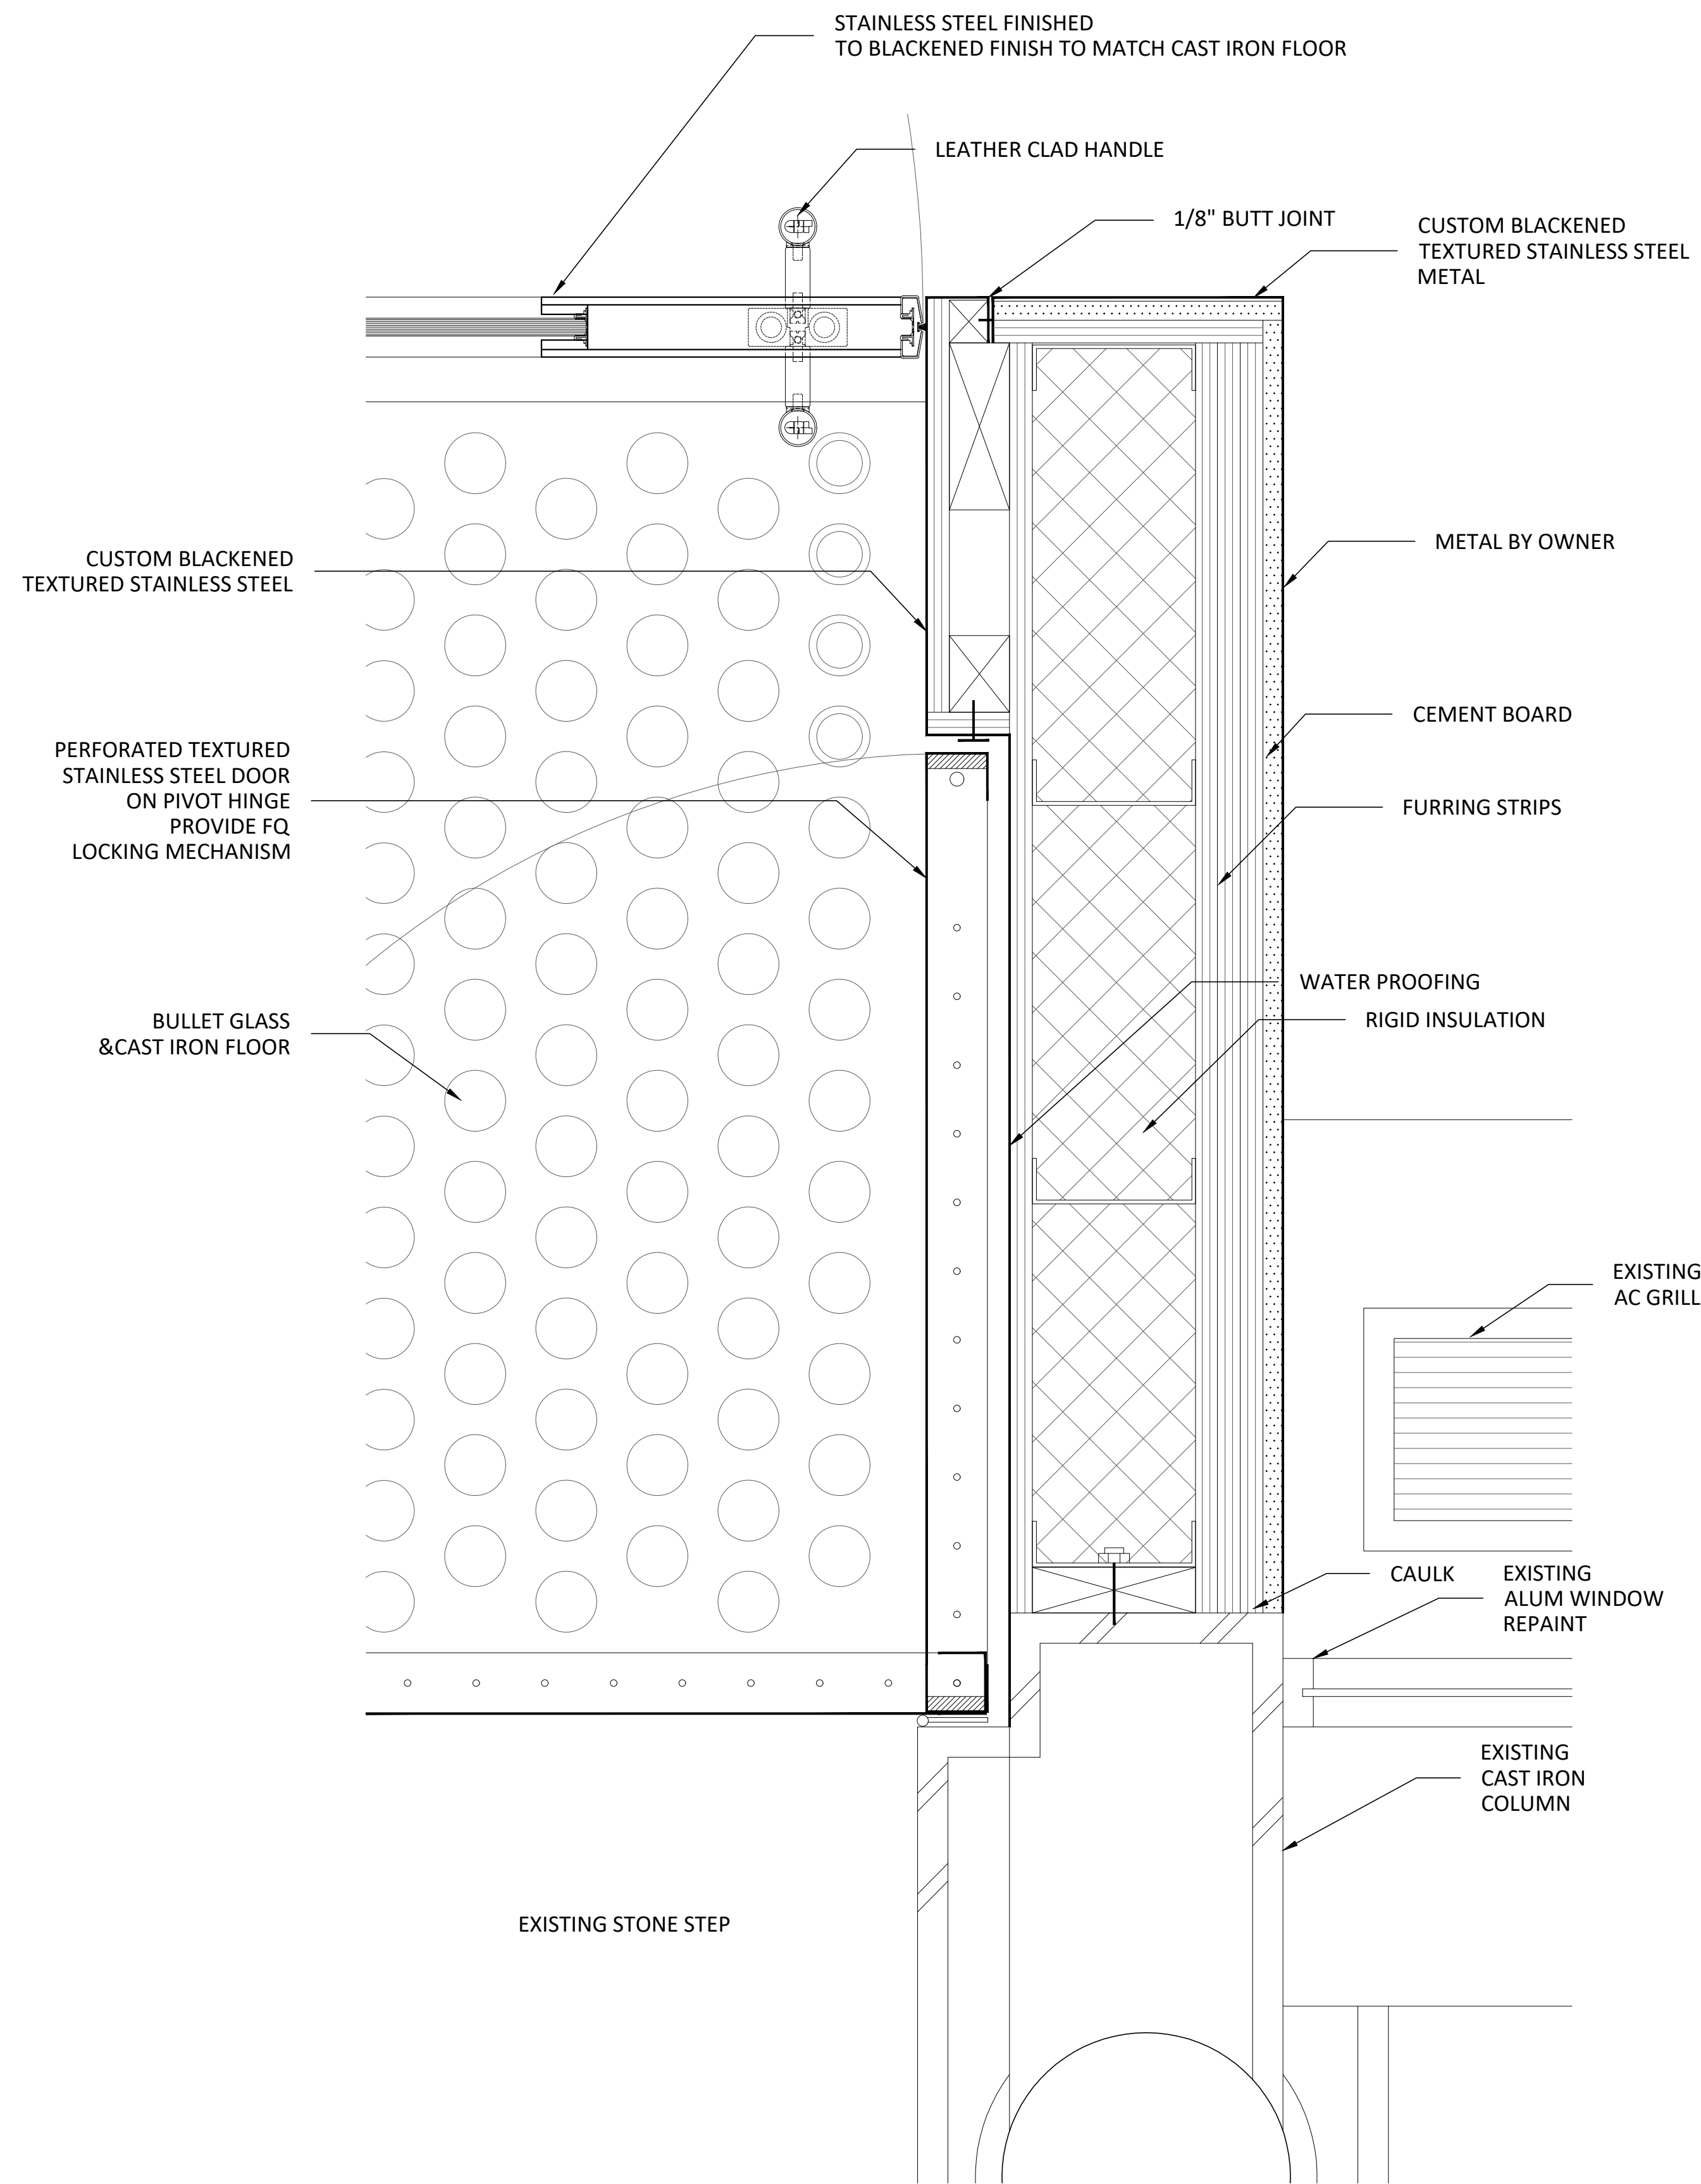 STAINLESS STEEL FINISHED
TO BLACKENED FINISH TO MATCH CAST IRON FLOOR
LEATHER CLAD HANDLE
1/8" BUTT JOINT
CUSTOM BLACKENED
TEXTURED STAINLESS STEEL
METAL
METAL BY OWNER
CUSTOM BLACKENED
TEXTURED STAINLESS STEEL
CEMENT BOARD
PERFORATED TEXTURED
STAINLESS STEEL DOOR
ON PIVOT HINGE
PROVIDE FQ
LOCKING MECHANISM
FURRING STRIPS
WATER PROOFING
RIGID INSULATION
BULLET GLASS
&CAST IRON FLOOR
EXISTING
AC GRILL
CAULK
EXISTING
ALUM WINDOW
REPAINT
EXISTING
CAST IRON
COLUMN
EXISTING STONE STEP